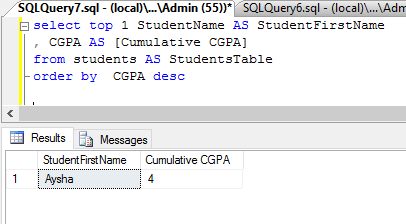 SQLQuery7.sql - (local)\...\Admin (55))* SQLQuery6.sql - (local)\...\Adm
select top 1 StudentName AS StudentFirstName
, CGPA AS [Cumulative CGPA]
from students AS StudentsTable
order by  CGPA desc
Results Messages
StudentFirstName Cumulative CGPA
1 Aysha 4